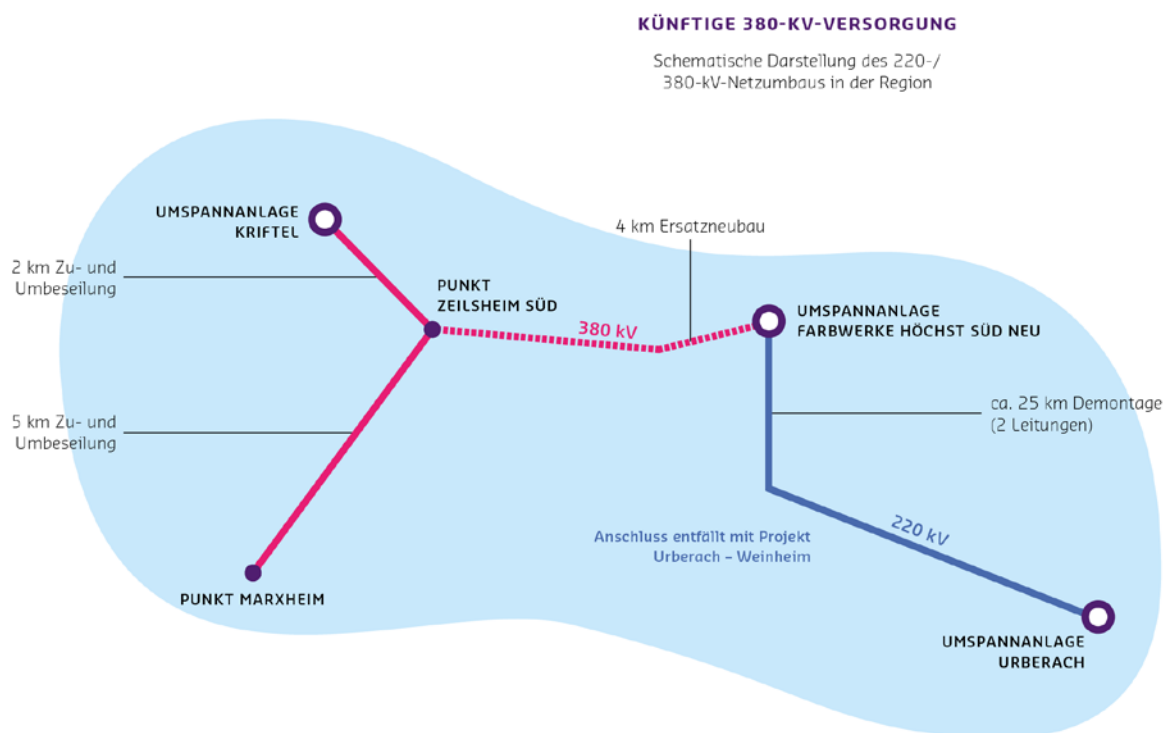 KÜNFTIGE 380-KV-VERSORGUNG
Schematische Darstellung des 220-/
380-kV-Netzumbaus in der Region
UMSPANNANLAGE
KRIFTEL
4 km Ersatzneubau
2 km Zu- und
Umbeseilung
PUNKT
ZEILSHEIM SÜD
380 kV
UMSPANNANLAGE
FARBWERKE HÖCHST SÜD NEU
5 km Zu- und
Umbeseilung
ca. 25 km Demontage
(2 Leitungen)
220 kV
Anschluss entfällt mit Projekt
Urberach – Weinheim
PUNKT MARXHEIM
UMSPANNANLAGE
URBERACH